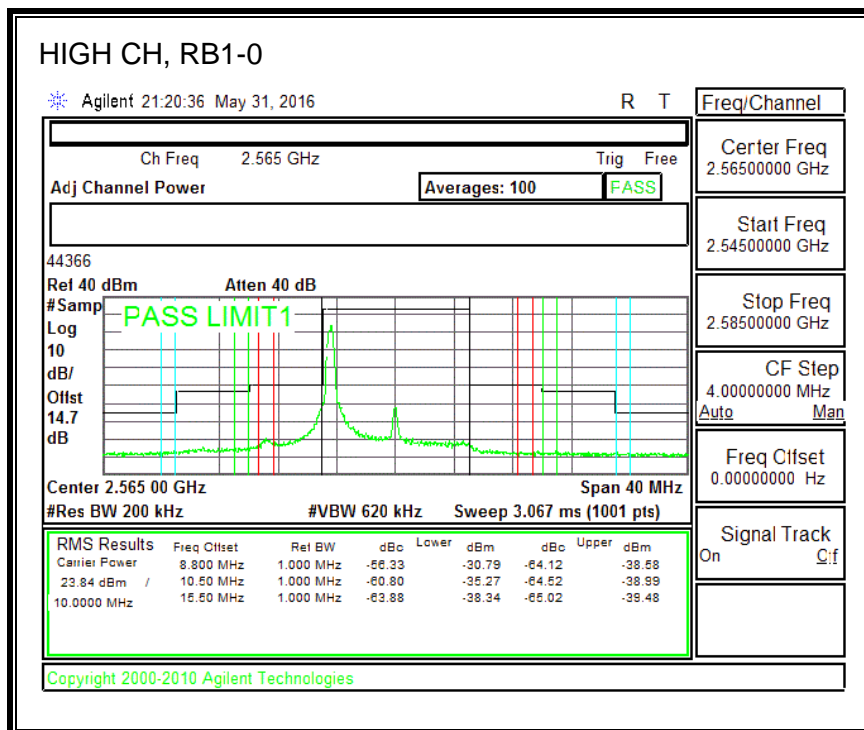 HIGH CH, RB1-0
Agilent 21:20:36 May 31, 2016 R T
Freq/Channel
Ch Freq 2.565 GHz Trig Free
Adj Channel Power Averages: 100 PASS
44366
Ref 40 dBm Atten 40 dB
#Samp
Log
10
dB/
Offst
14.7
dB
PASS LIMIT1
Center 2.565 00 GHz Span 40 MHz
#Res BW 200 kHz #VBW 620 kHz Sweep 3.067 ms (1001 pts)
RMS Results Freq Offset Ref BW dBc Lower dBm dBc Upper dBm
Carrier Power 8.800 MHz 1.000 MHz -56.33 -30.79 -64.12 -38.58
23.84 dBm / 10.50 MHz 1.000 MHz -60.80 -35.27 -64.52 -38.99
10.0000 MHz 15.50 MHz 1.000 MHz -63.88 -38.34 -65.02 -39.48
Copyright 2000-2010 Agilent Technologies
Center Freq
2.56500000 GHz
Start Freq
2.54500000 GHz
Stop Freq
2.58500000 GHz
CF Step
4.00000000 MHz
Auto Man
Freq Offset
0.00000000 Hz
Signal Track
On Off